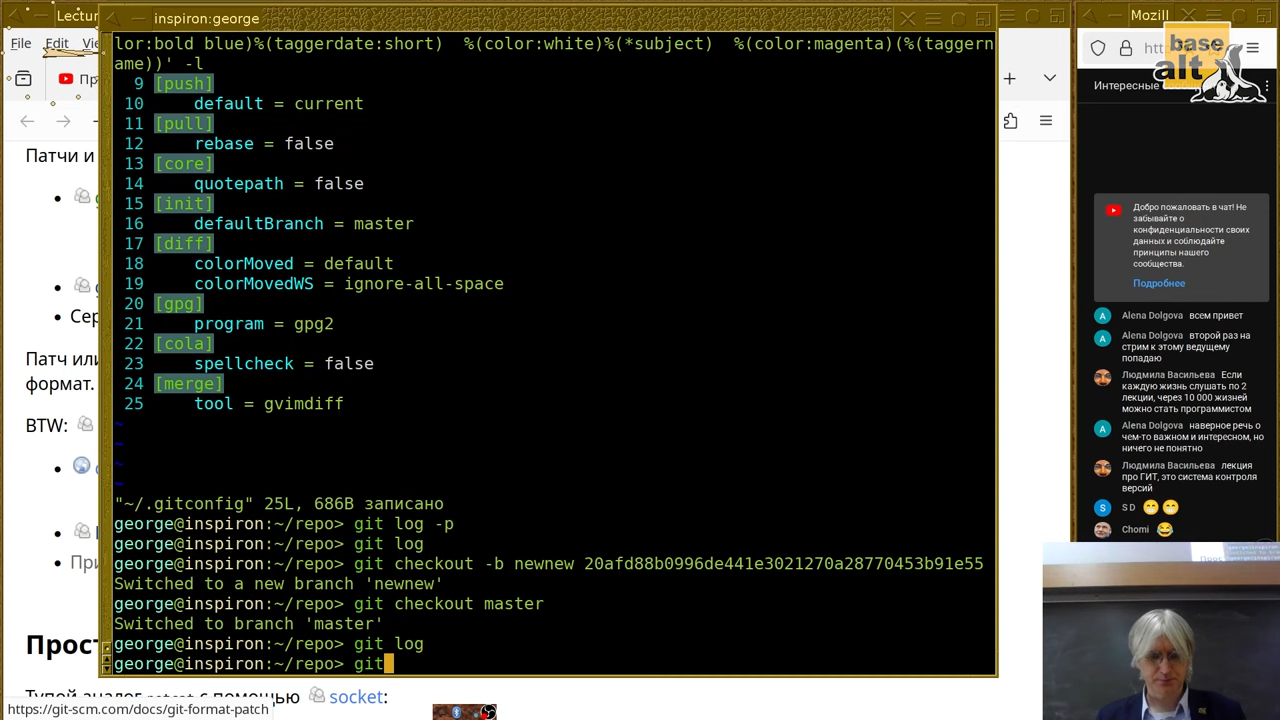 Lectur
inspiron:george
Mozill
File Edit Vie
lor:bold blue)%(taggerdate:short)  %(color:white)%(*subject)  %(color:magenta)(%(taggern
ame))' -l
9 [push]
10     default = current
11 [pull]
12     rebase = false
13 [core]
14     quotepath = false
15 [init]
16     defaultBranch = master
17 [diff]
18     colorMoved = default
19     colorMovedWS = ignore-all-space
20 [gpg]
21     program = gpg2
22 [cola]
23     spellcheck = false
24 [merge]
25     tool = gvimdiff
~
~
~
~
"~/.gitconfig" 25L, 686B записано
george@inspiron:~/repo> git log -p
george@inspiron:~/repo> git log
george@inspiron:~/repo> git checkout -b newnew 20afd88b0996de441e3021270a28770453b91e55
Switched to a new branch 'newnew'
george@inspiron:~/repo> git checkout master
Switched to branch 'master'
george@inspiron:~/repo> git log
george@inspiron:~/repo> git
Пр
Патчи и
Сер
Патч или
формат.
BTW:
При
Прост
с помощью socket:
https://git-scm.com/docs/git-format-patch
base
alt
htt
Интересные
Добро пожаловать в чат! Не
забывайте о
конфиденциальности своих
данных и соблюдайте
принципы нашего
сообщества.
Подробнее
A Alena Dolgova всем привет
A Alena Dolgova второй раз на
стрим к этому ведущему
попадаю
Людмила Васильева Если
каждую жизнь слушать по 2
лекции, через 10 000 жизней
можно стать программистом
A Alena Dolgova наверное речь о
чем-то важном и интересном, но
ничего не понятно
Людмила Васильева лекция
про ГИТ, это система контроля
версий
S S D 😁😁
Chomi 😂